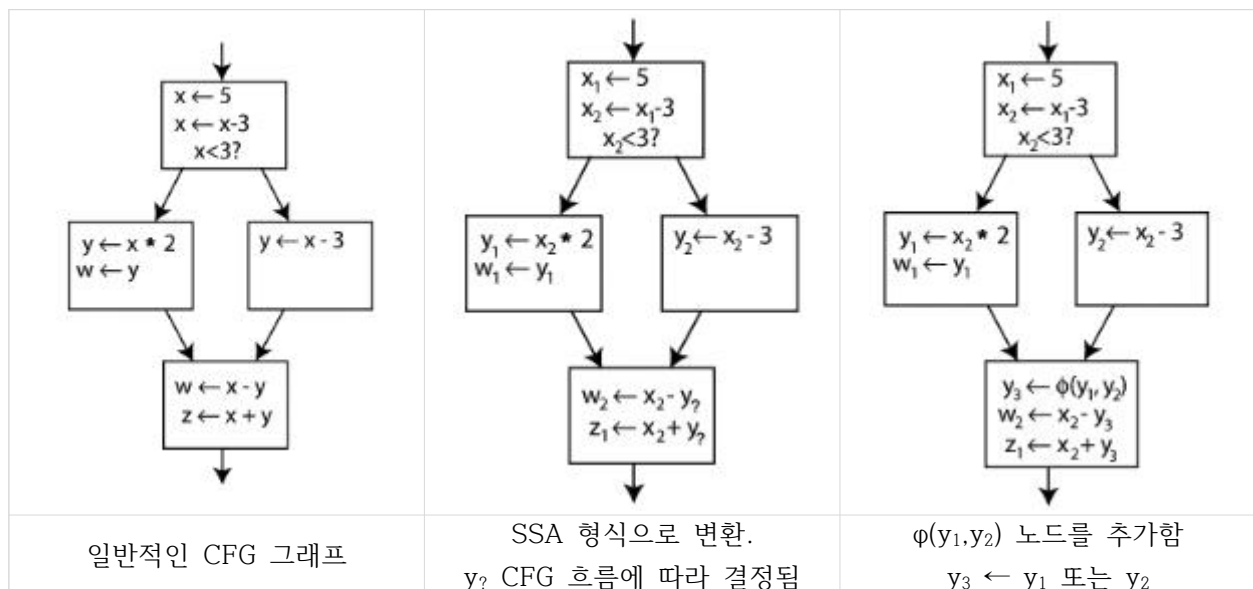 x ← 5
x ← x-3
x<3?
y ← x * 2
w ← y
y ← x - 3
w ← x - y
z ← x + y
일반적인 CFG 그래프
x₁ ← 5
x₂ ← x₁-3
x₂<3?
y₁ ← x₂ * 2
w₁ ← y₁
y₂ ← x₂ - 3
w₂ ← x₂ - y?
z₁ ← x₂ + y?
SSA 형식으로 변환.
y? CFG 흐름에 따라 결정됨
x₁ ← 5
x₂ ← x₁-3
x₂<3?
y₁ ← x₂ * 2
w₁ ← y₁
y₂ ← x₂ - 3
y₃ ← ϕ(y₁, y₂)
w₂ ← x₂ - y₃
z₁ ← x₂ + y₃
φ(y₁,y₂) 노드를 추가함
y₃ ← y₁ 또는 y₂